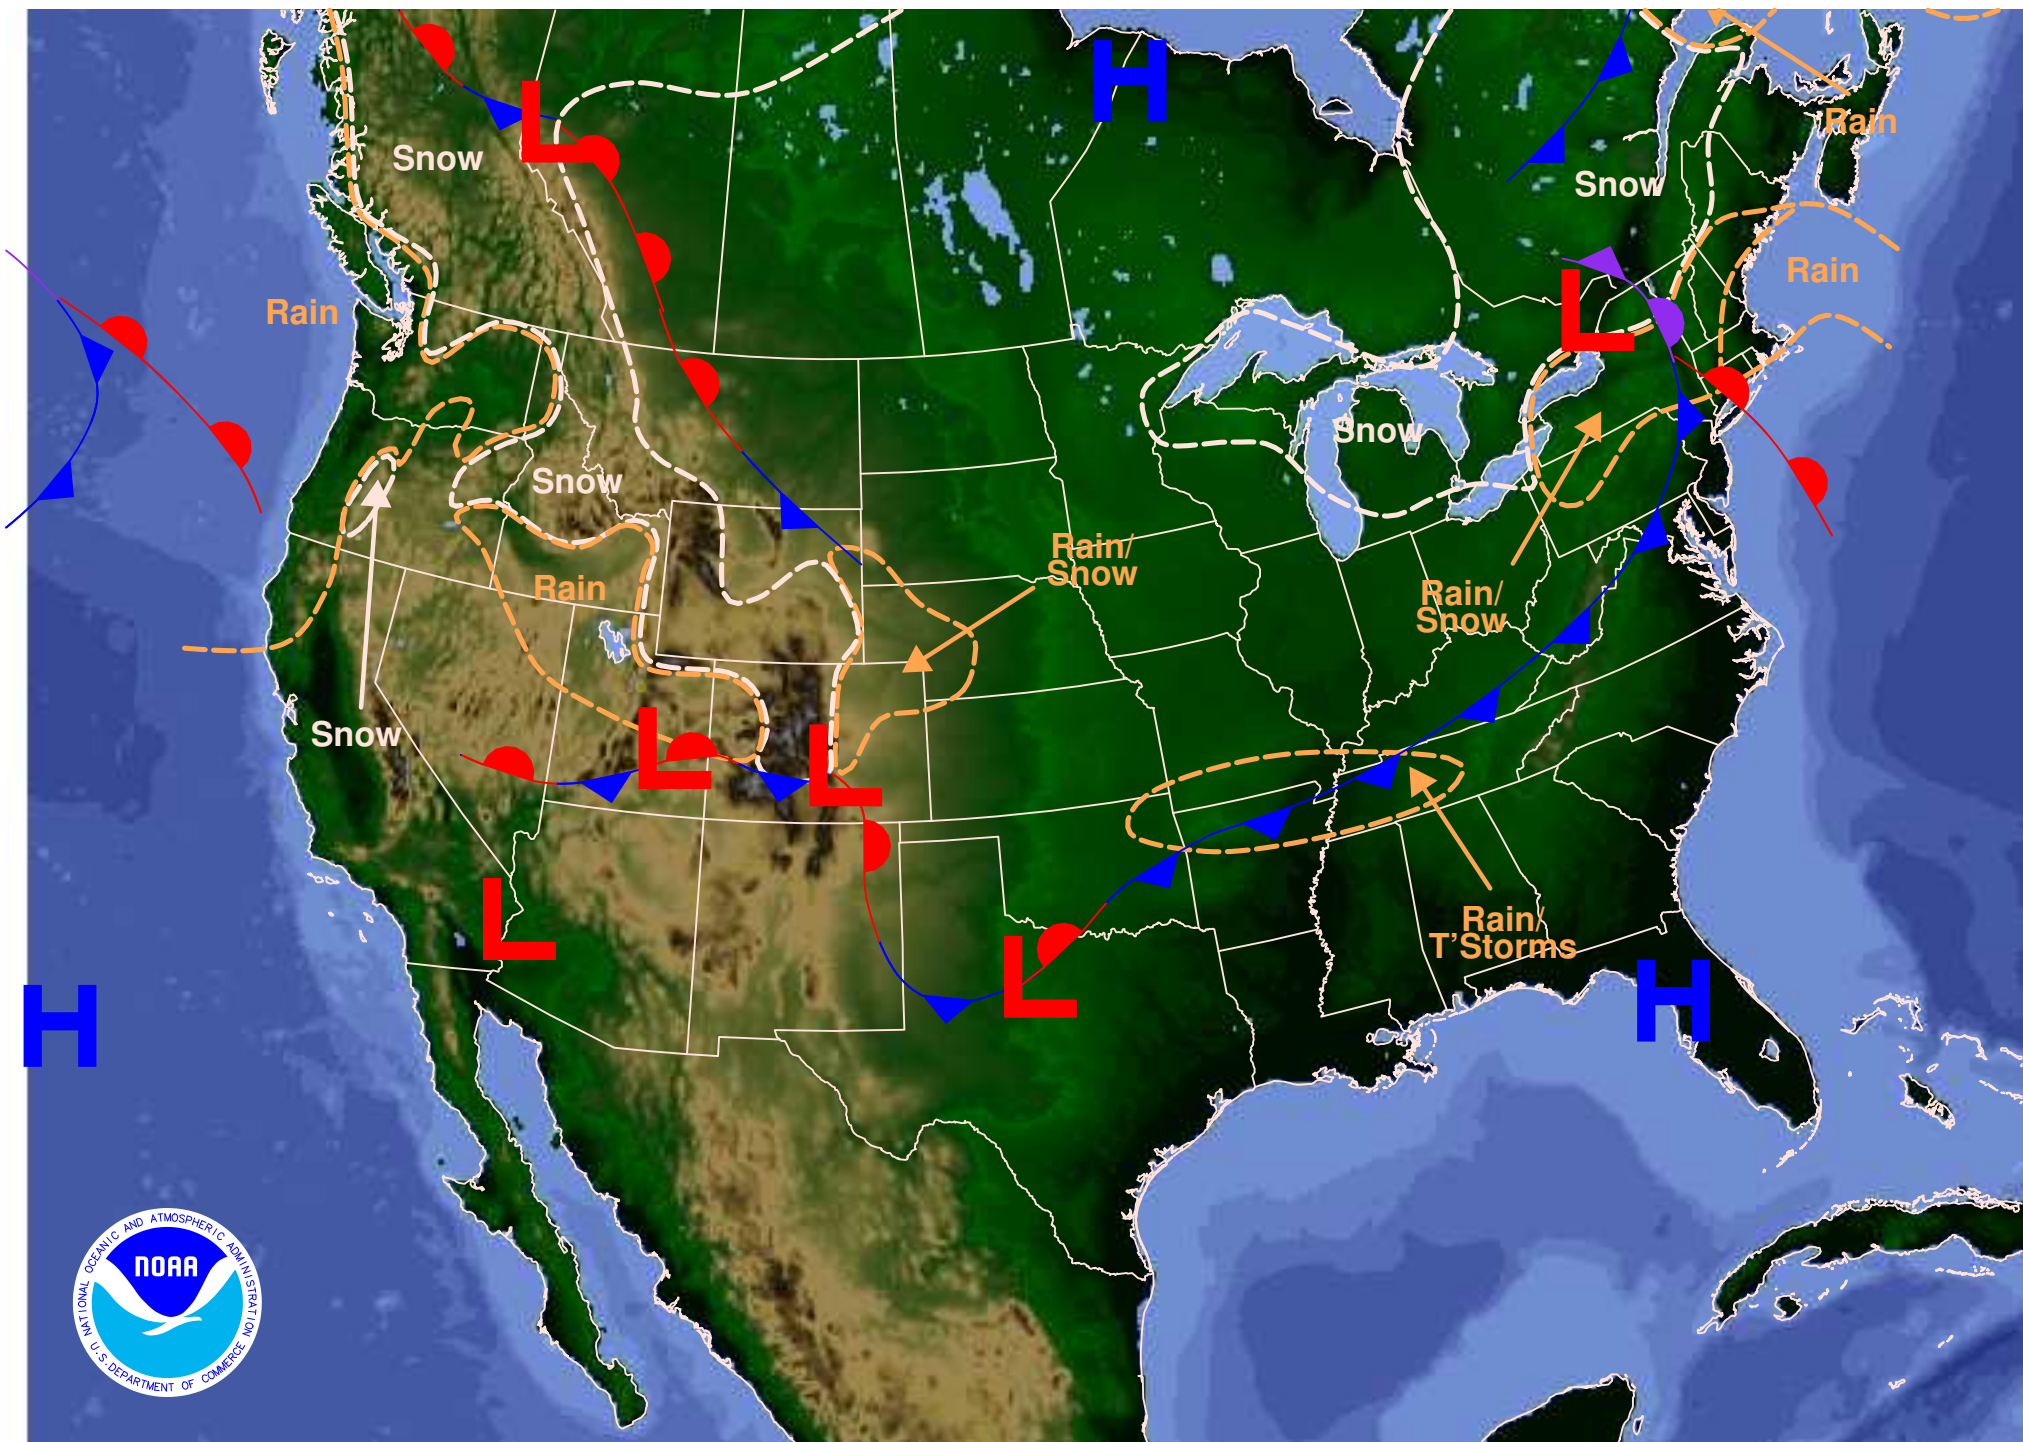 H
L
Rain
Snow
Snow
L
Rain
Rain
Snow
Snow
Rain/
Snow
Rain
Rain/
Snow
Snow
L
L
L
Rain/
T'Storms
L
H
H
NOAA
NATIONAL OCEANIC AND ATMOSPHERIC ADMINISTRATION
U.S. DEPARTMENT OF COMMERCE